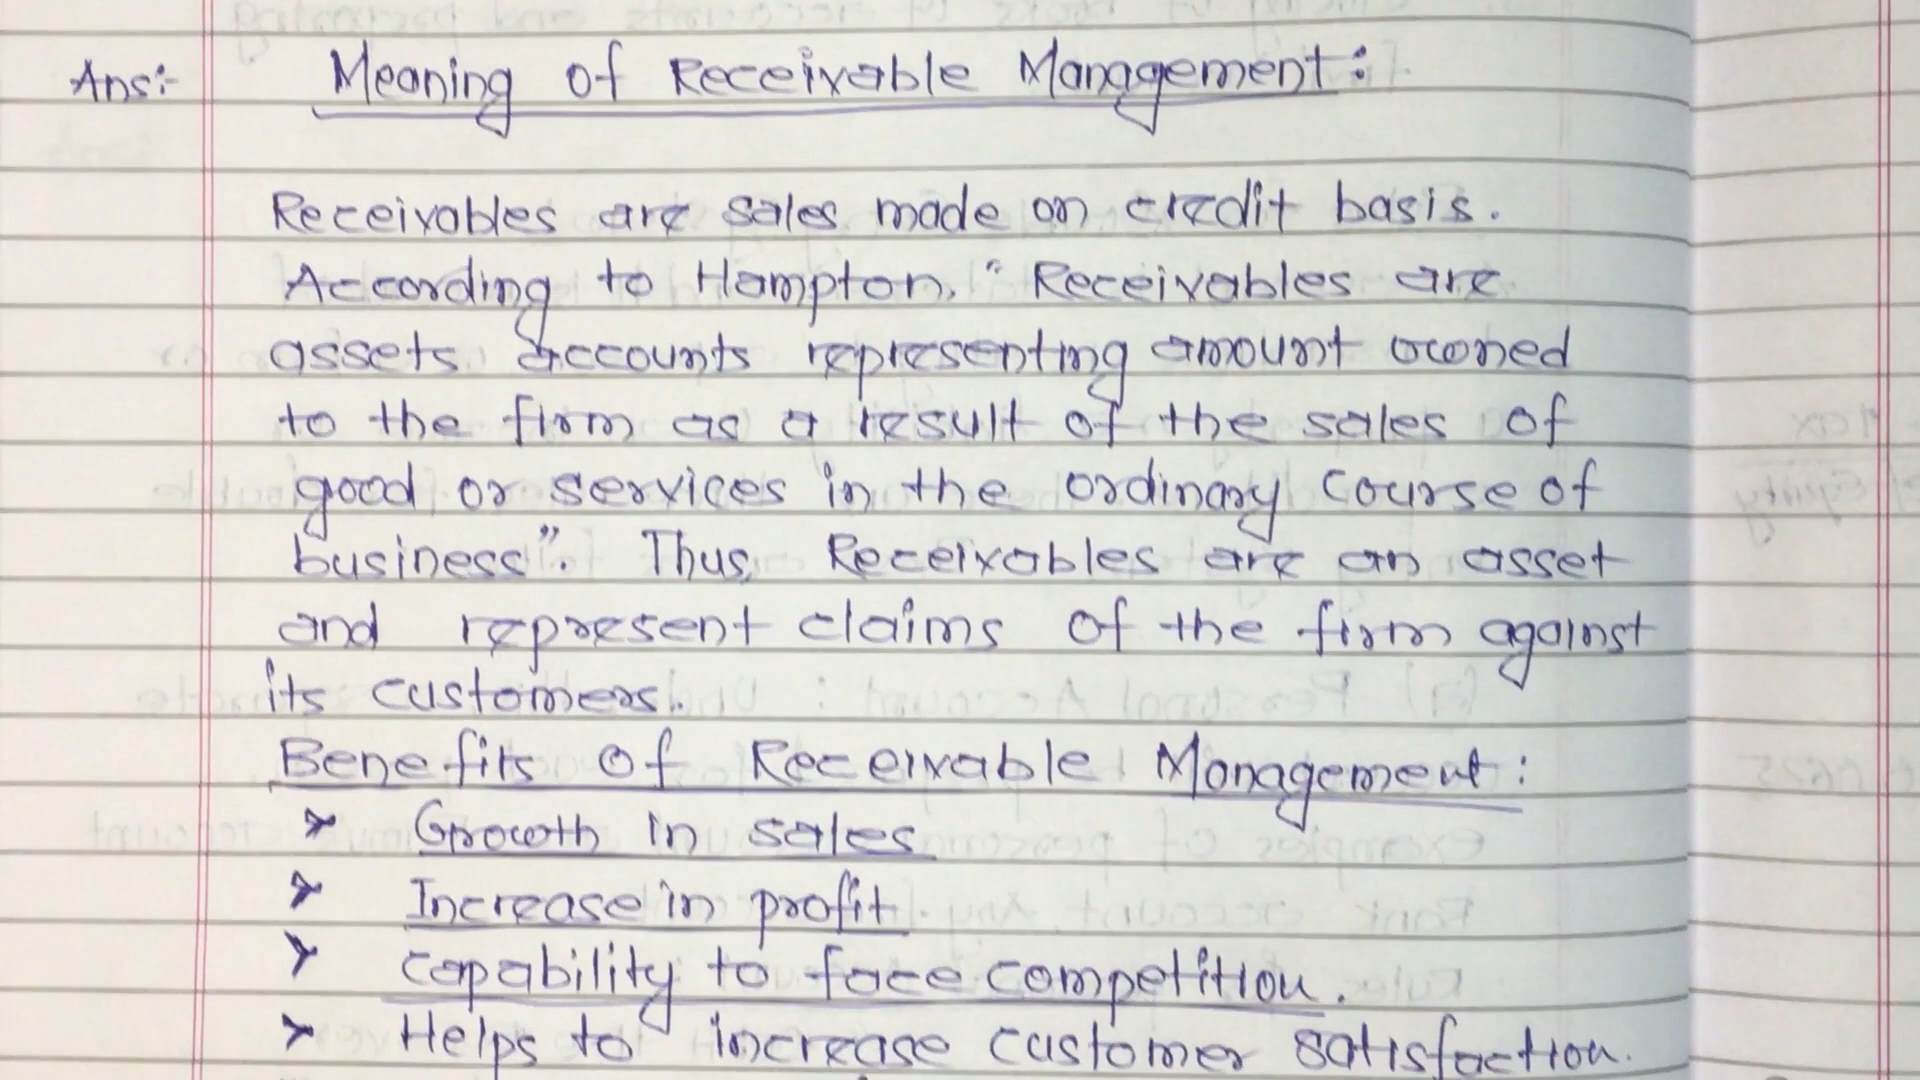 Ans:- Meaning of Receivable Management:
Receivables are sales made on credit basis.
According to Hampton, "Receivables are
assets accounts representing amount owned
to the firm as a result of the sales of
good or services in the ordinary course of
business". Thus, Receivables are an asset
and represent claims of the firm against
its customers.
Benefits of Receivable Management:
➤ Growth in sales
➤ Increase in profit.
➤ capability to face competition.
➤ Helps to increase customer satisfaction.